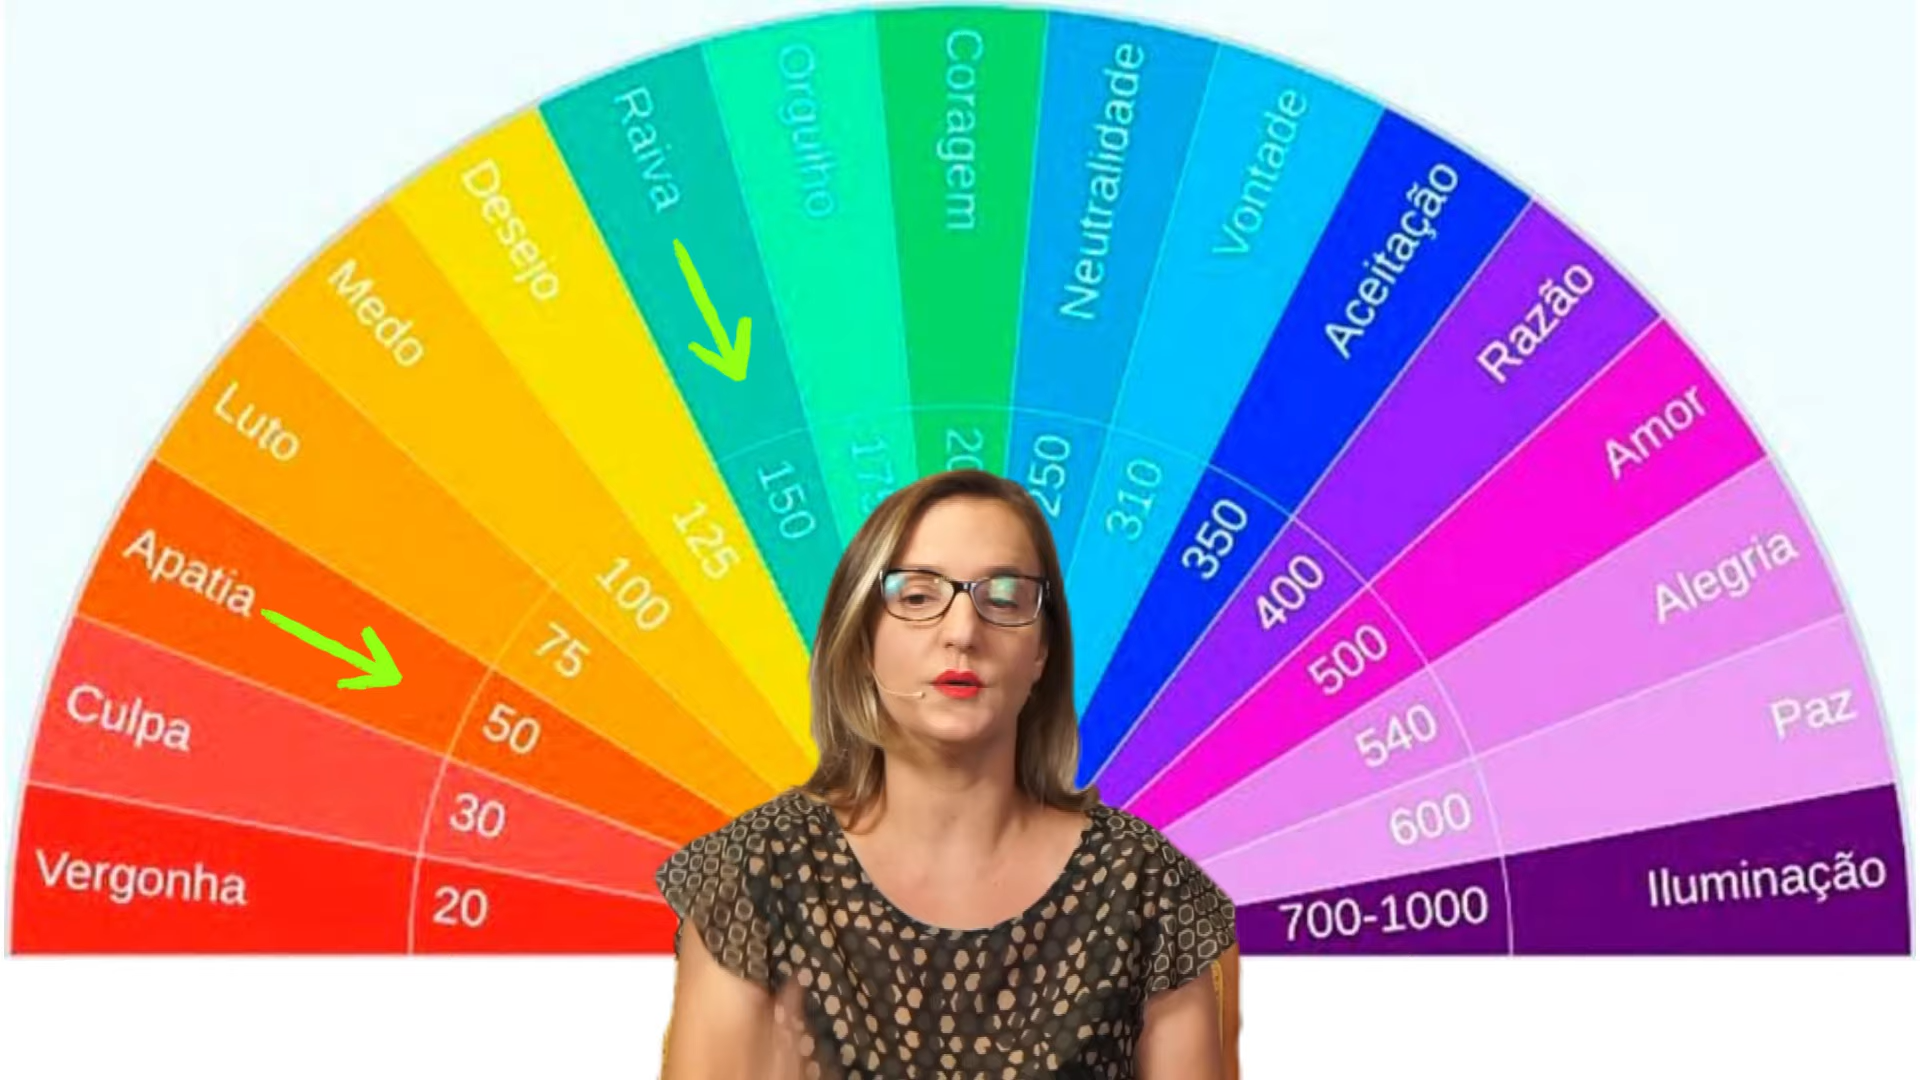 Vergonha
20
Culpa
30
Apatia
50
Luto
75
Medo
100
Desejo
125
Raiva
150
Orgulho
Coragem
Neutralidade
250
Vontade
310
Aceitação
350
Razão
400
Amor
500
Alegria
540
Paz
600
Iluminação
700-1000